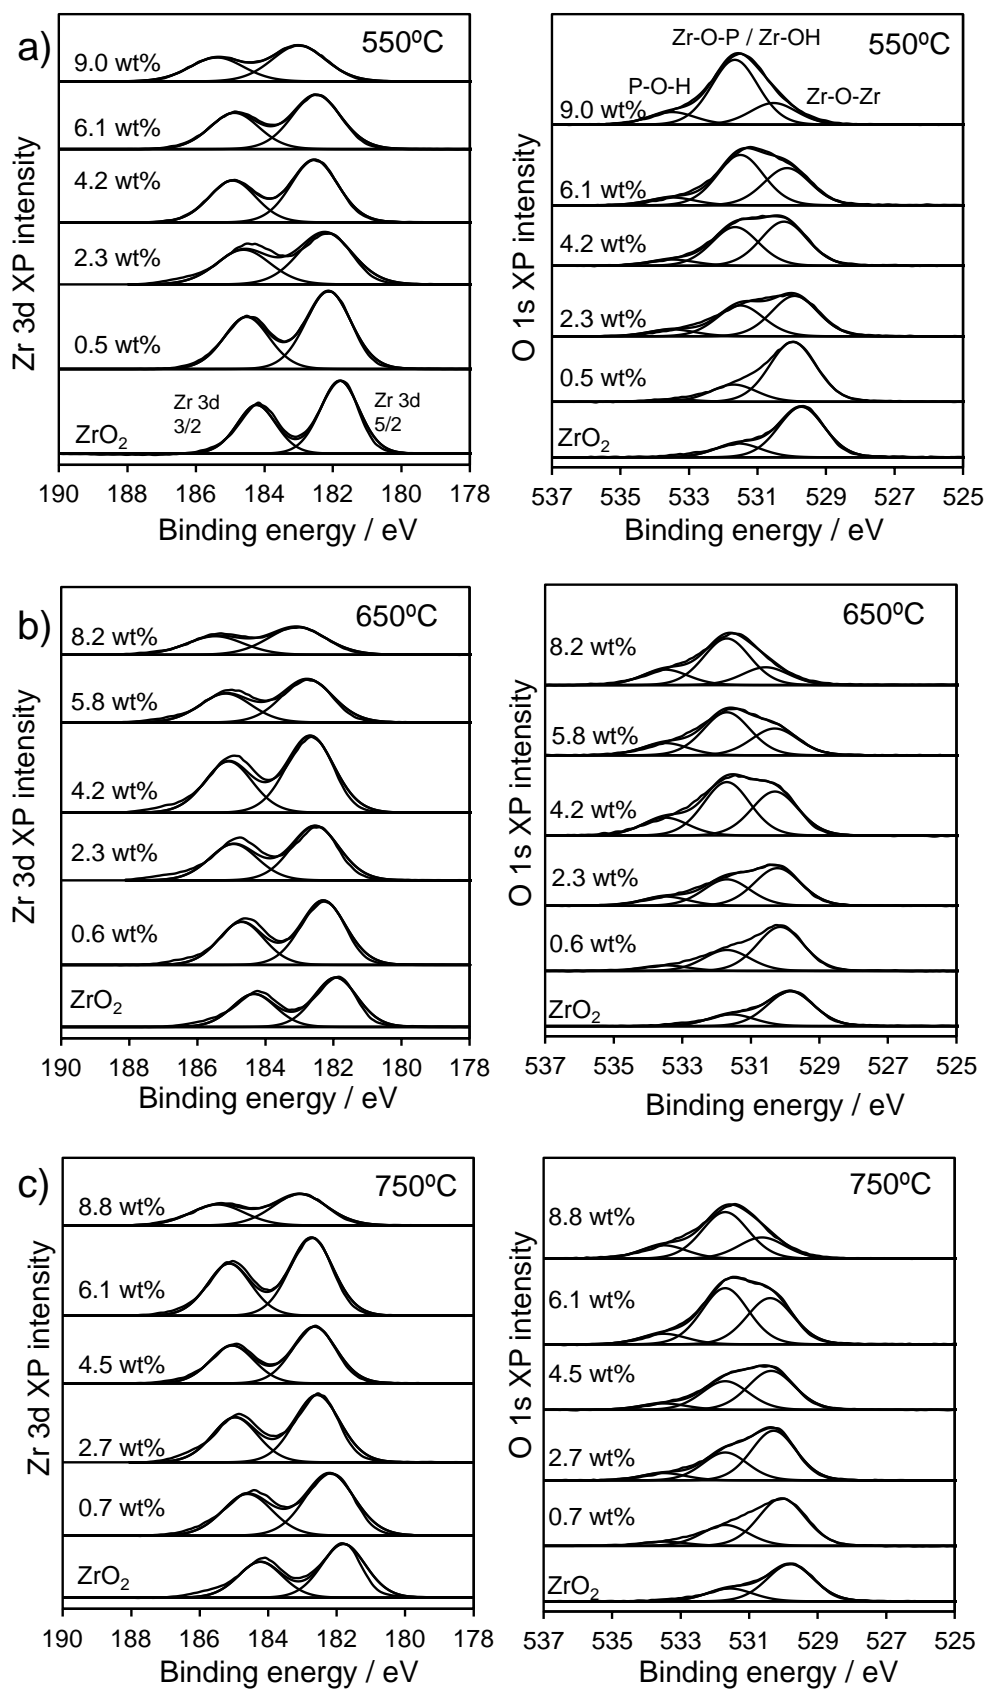 a)
550ºC
9.0 wt%
6.1 wt%
4.2 wt%
2.3 wt%
0.5 wt%
ZrO2
Zr 3d
3/2
Zr 3d
5/2
Zr 3d XP intensity
190 188 186 184 182 180 178
Binding energy / eV
Zr-O-P / Zr-OH
550ºC
P-O-H
Zr-O-Zr
9.0 wt%
6.1 wt%
4.2 wt%
2.3 wt%
0.5 wt%
ZrO2
O 1s XP intensity
537 535 533 531 529 527 525
Binding energy / eV
b)
650ºC
8.2 wt%
5.8 wt%
4.2 wt%
2.3 wt%
0.6 wt%
ZrO2
Zr 3d XP intensity
190 188 186 184 182 180 178
Binding energy / eV
650ºC
8.2 wt%
5.8 wt%
4.2 wt%
2.3 wt%
0.6 wt%
ZrO2
O 1s XP intensity
537 535 533 531 529 527 525
Binding energy / eV
c)
750ºC
8.8 wt%
6.1 wt%
4.5 wt%
2.7 wt%
0.7 wt%
ZrO2
Zr 3d XP intensity
190 188 186 184 182 180 178
Binding energy / eV
750ºC
8.8 wt%
6.1 wt%
4.5 wt%
2.7 wt%
0.7 wt%
ZrO2
O 1s XP intensity
537 535 533 531 529 527 525
Binding energy / eV